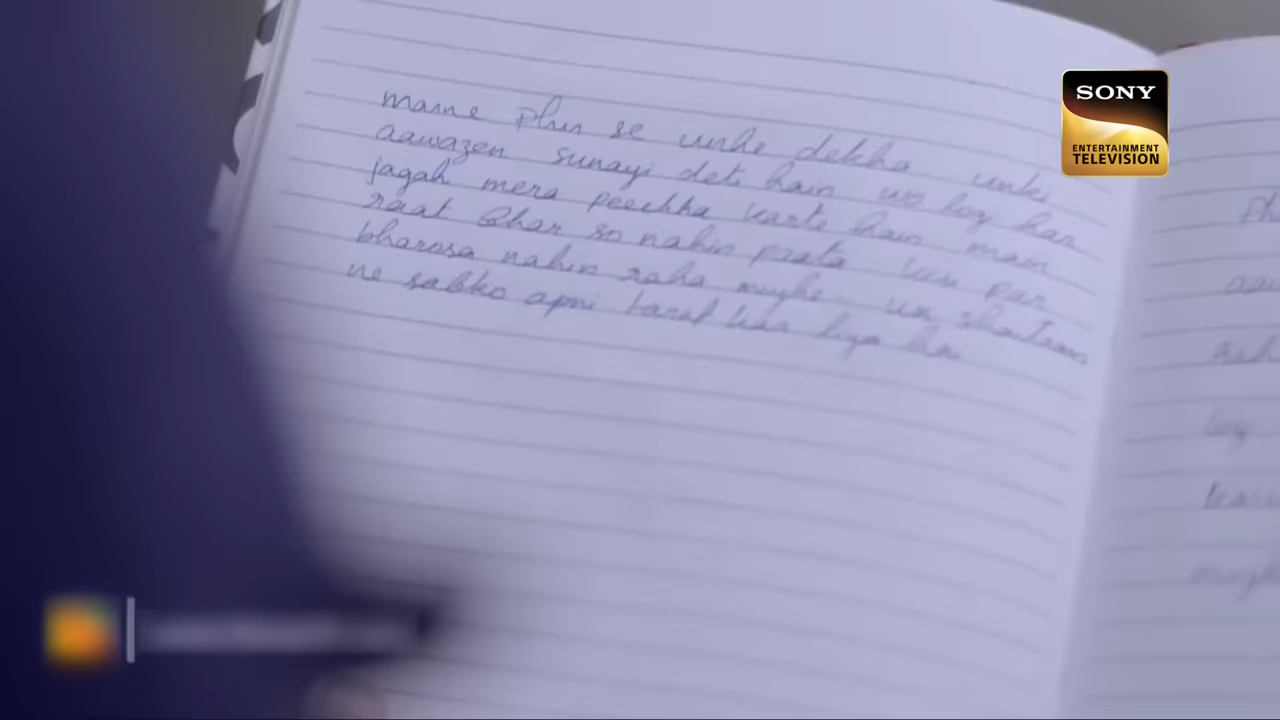 maine phir se unhe dekha unki
aawazen sunayi deti hain wo log har
jagah mera peechha karte hain main
raat bhar so nahin paata kisi par
bharosa nahin raha mujhe us shaitano
ne sabko apni taraf kar liya hai
SONY
ENTERTAINMENT
TELEVISION